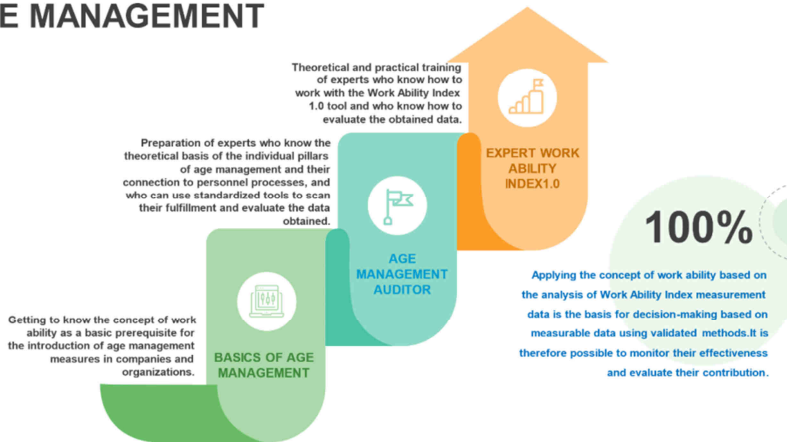 E MANAGEMENT
Theoretical and practical training
of experts who know how to
work with the Work Ability Index
1.0 tool and who know how to
evaluate the obtained data.
EXPERT WORK
ABILITY
INDEX1.0
Preparation of experts who know the
theoretical basis of the individual pillars
of age management and their
connection to personnel processes, and
who can use standardized tools to scan
their fulfillment and evaluate the data
obtained.
AGE
MANAGEMENT
AUDITOR
Getting to know the concept of work
ability as a basic prerequisite for
the introduction of age management
measures in companies and
organizations.
BASICS OF AGE
MANAGEMENT
100%
Applying the concept of work ability based on
the analysis of Work Ability Index measurement
data is the basis for decision-making based on
measurable data using validated methods.It is
therefore possible to monitor their effectiveness
and evaluate their contribution.